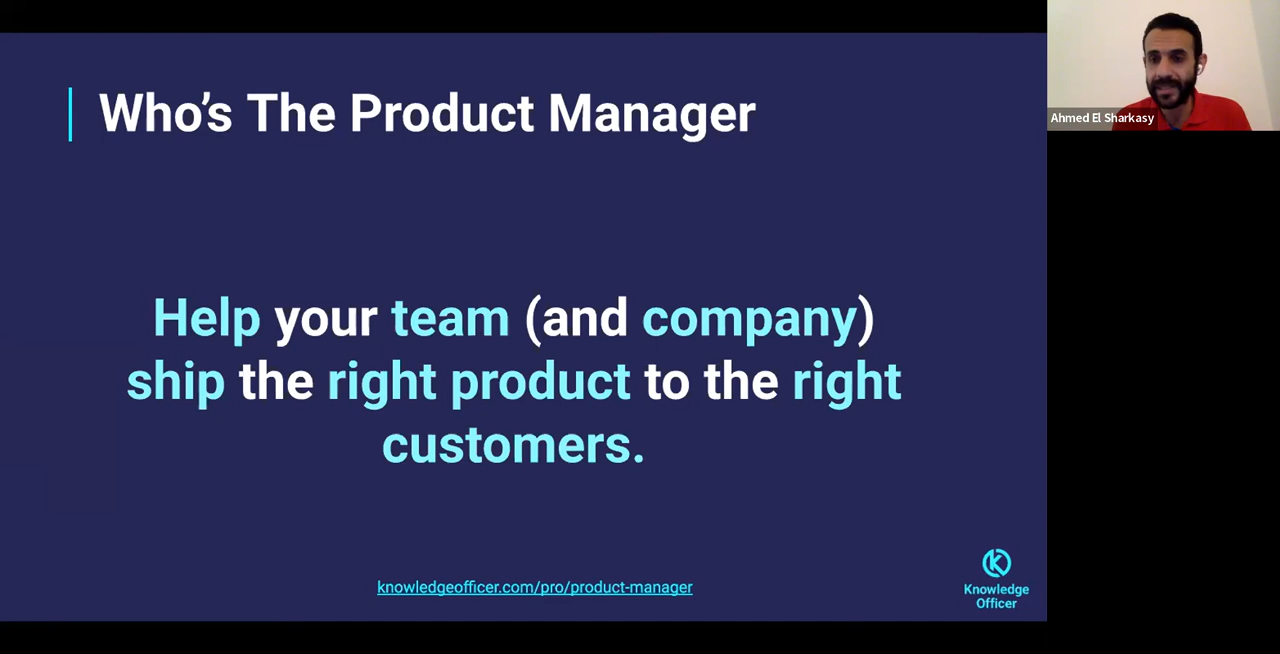 Who’s The Product Manager
Help your team (and company)
ship the right product to the right
customers.
knowledgeofficer.com/pro/product-manager
Knowledge
Officer
Ahmed El Sharkasy